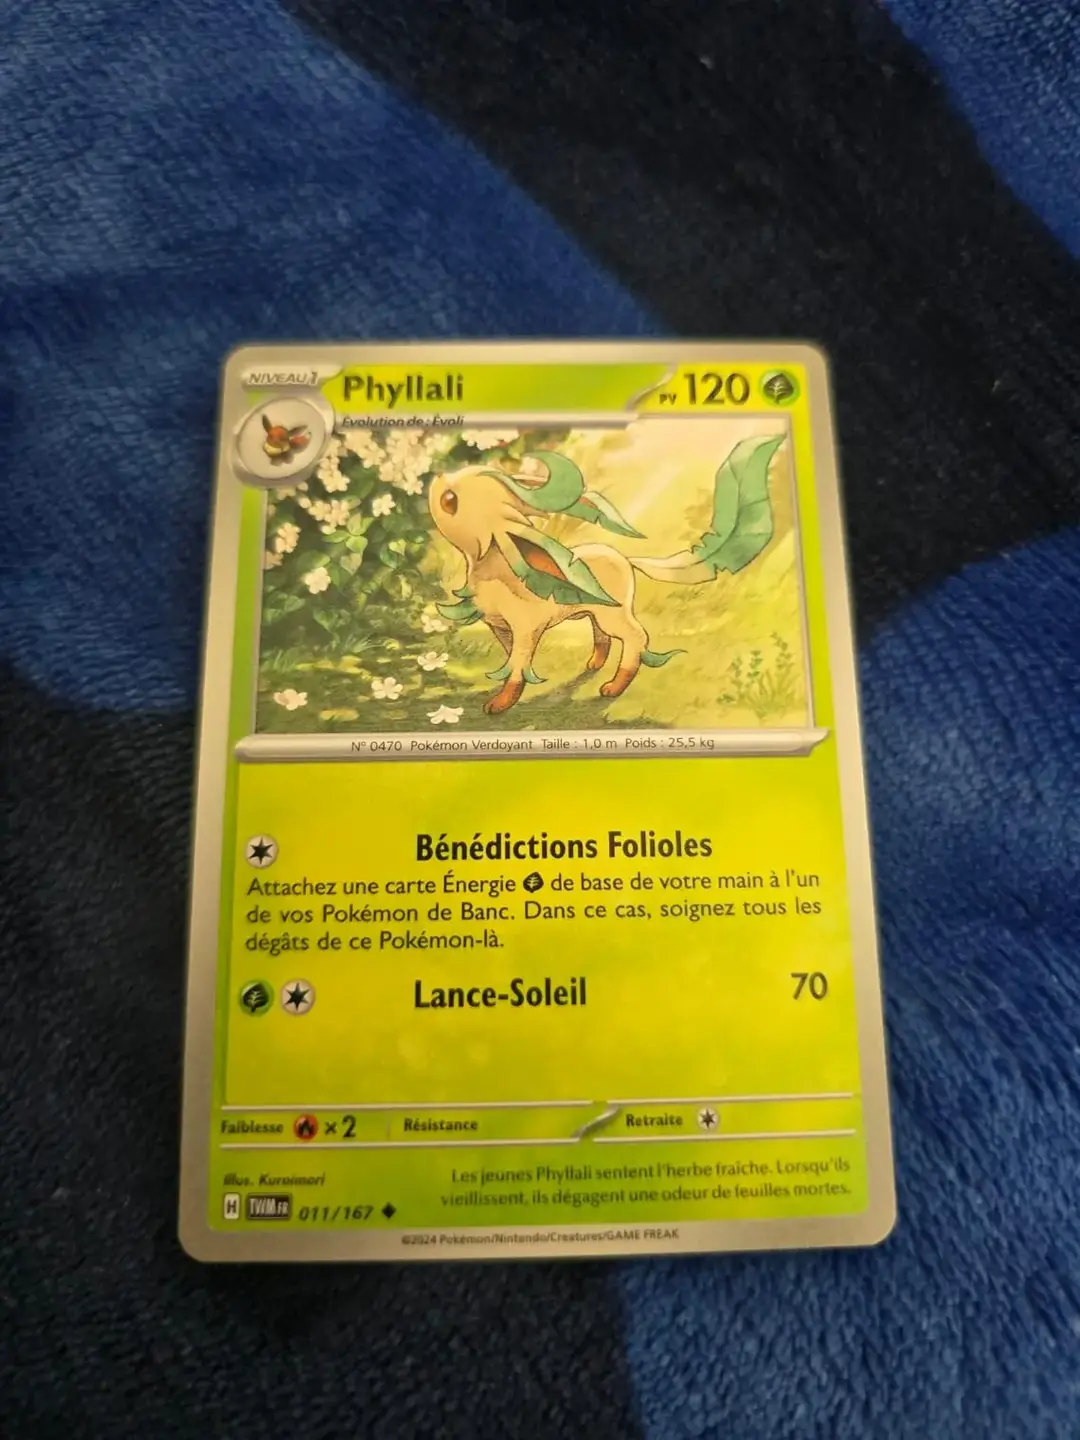 NIVEAU 1
Phyllali
PV 120
Évolution de : Évoli
N° 0470 Pokémon Verdoyant Taille : 1,0 m Poids : 25,5 kg
Bénédictions Folioles
Attachez une carte Énergie de base de votre main à l'un
de vos Pokémon de Banc. Dans ce cas, soignez tous les
dégâts de ce Pokémon-là.
Lance-Soleil 70
Faiblesse ×2 Résistance Retraite
Illus. Kuroimori
Les jeunes Phyllali sentent l'herbe fraîche. Lorsqu'ils
vieillissent, ils dégagent une odeur de feuilles mortes.
H TWM FR 011/167
©2024 Pokémon/Nintendo/Creatures/GAME FREAK